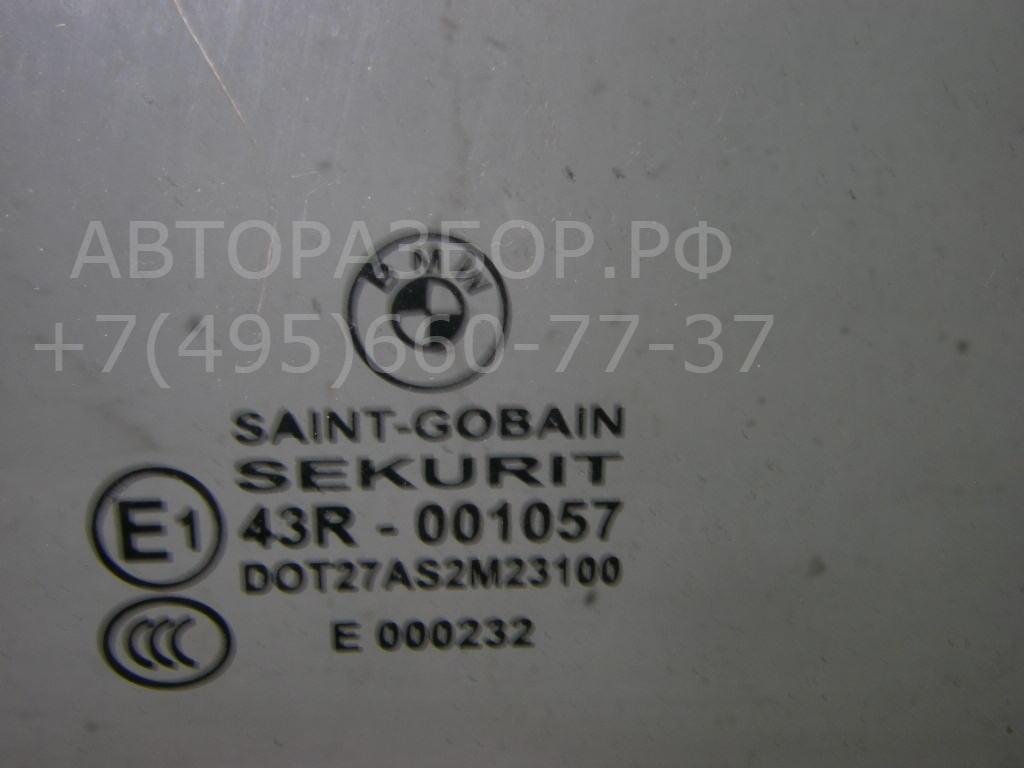 АВТОРАЗБОР.РФ
BMW
+7(495)660-77-37
SAINT-GOBAIN
SEKURIT
E1 43R - 001057
DOT27AS2M23100
CCC E 000232